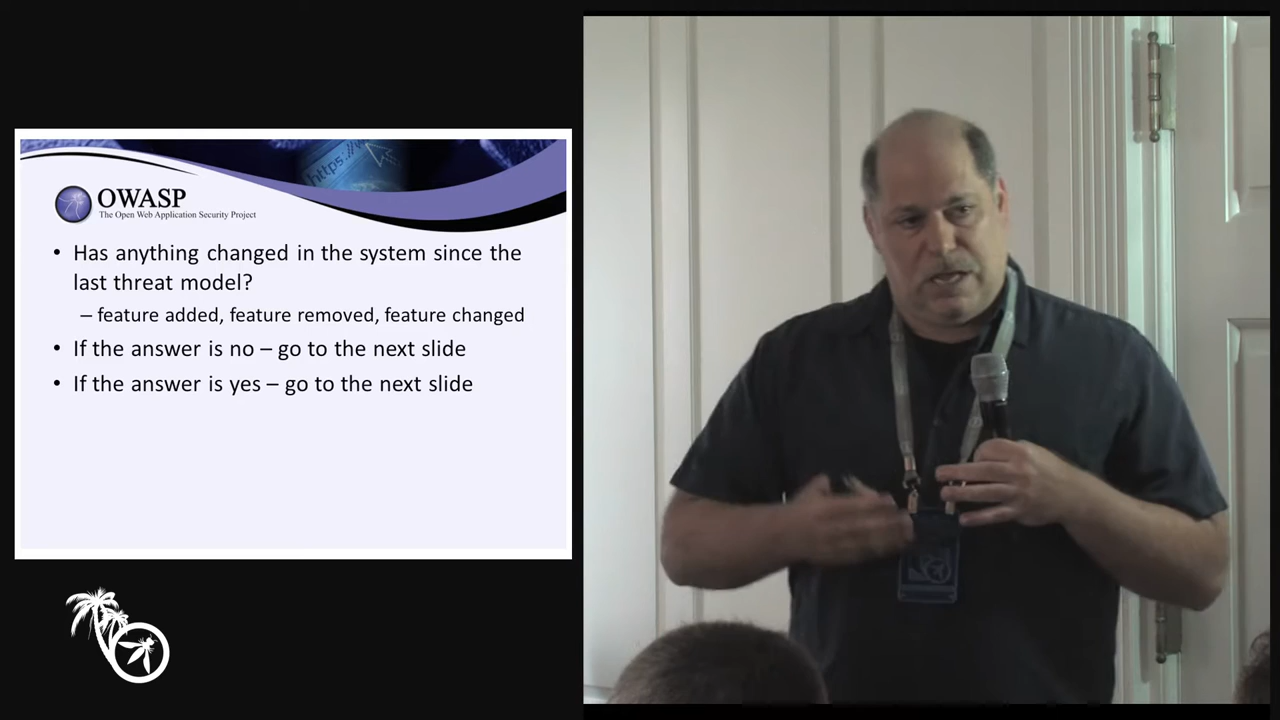 https://w
OWASP
The Open Web Application Security Project
• Has anything changed in the system since the
last threat model?
– feature added, feature removed, feature changed
• If the answer is no – go to the next slide
• If the answer is yes – go to the next slide